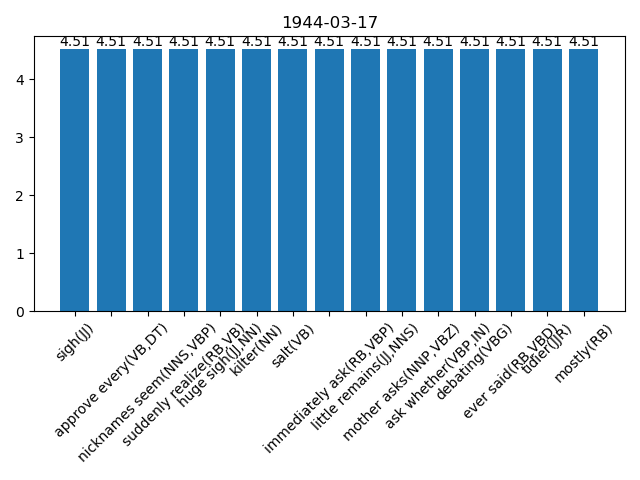 1944-03-17
4.51 4.51 4.51 4.51 4.51 4.51 4.51 4.51 4.51 4.51 4.51 4.51 4.51 4.51 4.51
4
3
2
1
0
sigh(JJ)
approve every(VB,DT)
nicknames seem(NNS,VBP)
suddenly realize(RB,VB)
huge sigh(JJ,NN)
kilter(NN)
salt(VB)
immediately ask(RB,VBP)
little remains(JJ,NNS)
mother asks(NNP,VBZ)
ask whether(VBP,IN)
debating(VBG)
ever said(RB,VBD)
tidier(JJR)
mostly(RB)